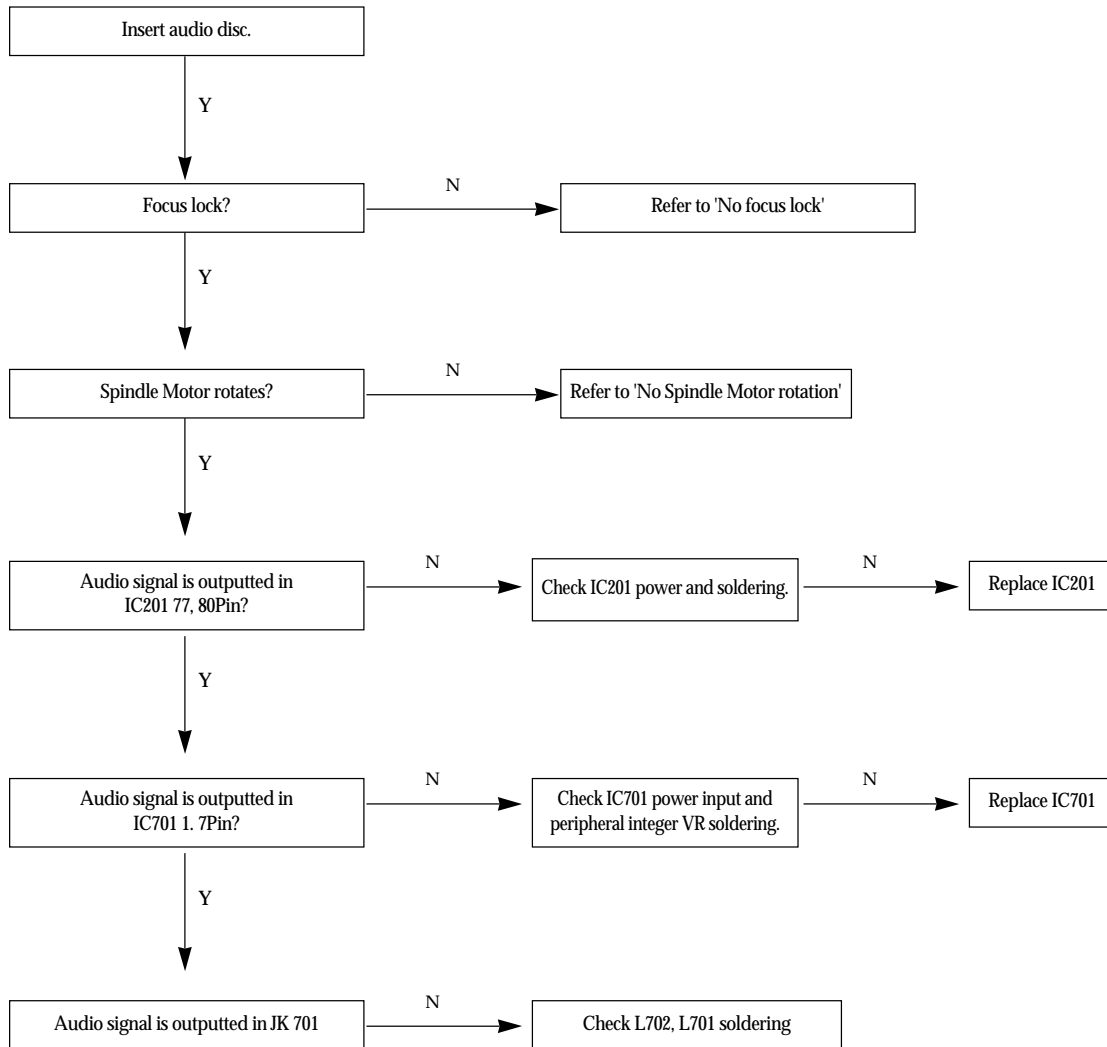 Insert audio disc.
Y
Focus lock?
N
Refer to 'No focus lock'
Y
Spindle Motor rotates?
N
Refer to 'No Spindle Motor rotation'
Y
Audio signal is outputted in
IC201 77, 80Pin?
N
Check IC201 power and soldering.
N
Replace IC201
Y
Audio signal is outputted in
IC701 1. 7Pin?
N
Check IC701 power input and
peripheral integer VR soldering.
N
Replace IC701
Y
Audio signal is outputted in JK 701
N
Check L702, L701 soldering